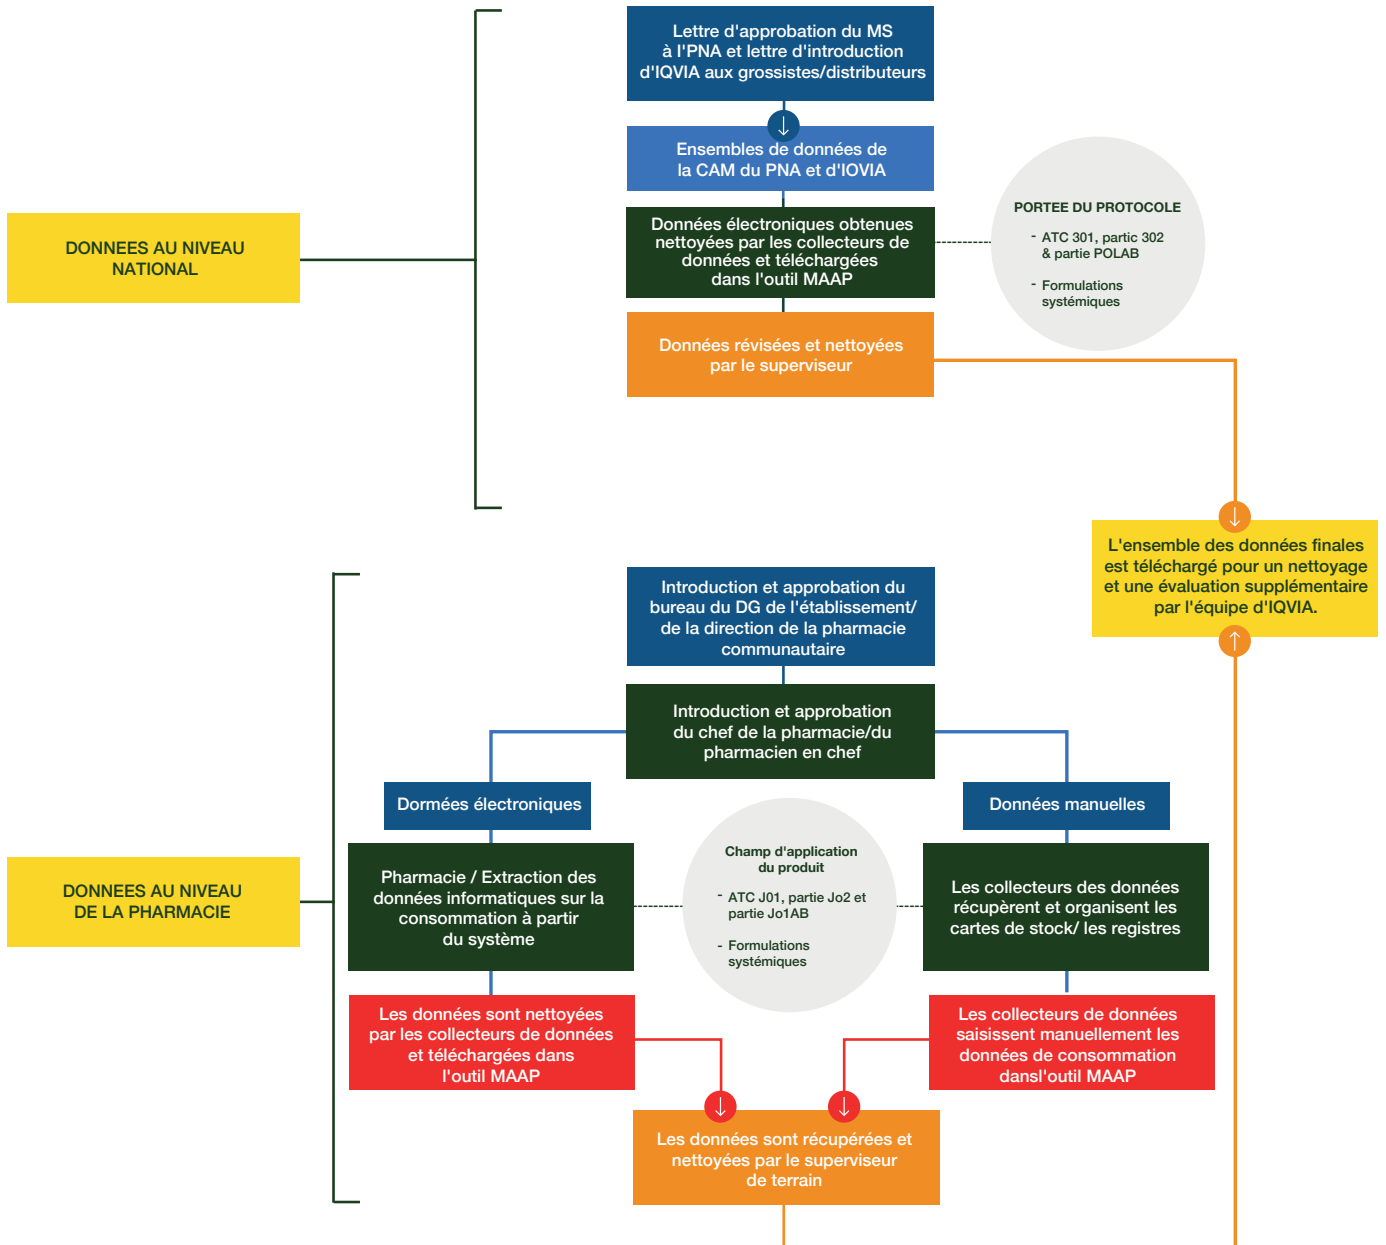 Lettre d'approbation du MS
à l'PNA et lettre d'introduction
d'IQVIA aux grossistes/distributeurs
Ensembles de données de
la CAM du PNA et d'IOVIA
DONNEES AU NIVEAU
NATIONAL
Données électroniques obtenues
nettoyées par les collecteurs de
données et téléchargées
dans l'outil MAAP
PORTEE DU PROTOCOLE
- ATC 301, partic 302
& partie POLAB
- Formulations
systémiques
Données révisées et nettoyées
par le superviseur
L'ensemble des données finales
est téléchargé pour un nettoyage
et une évaluation supplémentaire
par l'équipe d'IQVIA.
Introduction et approbation du
bureau du DG de l'établissement/
de la direction de la pharmacie
communautaire
Introduction et approbation
du chef de la pharmacie/du
pharmacien en chef
Dormées électroniques
Données manuelles
DONNEES AU NIVEAU
DE LA PHARMACIE
Pharmacie / Extraction des
données informatiques sur la
consommation à partir
du système
Champ d'application
du produit
- ATC J01, partie Jo2 et
partie Jo1AB
- Formulations
systémiques
Les collecteurs des données
récupèrent et organisent les
cartes de stock/ les registres
Les données sont nettoyées
par les collecteurs de données
et téléchargées dans
l'outil MAAP
Les collecteurs de données
saisissent manuellement les
données de consommation
dansl'outil MAAP
Les données sont récupérées et
nettoyées par le superviseur
de terrain